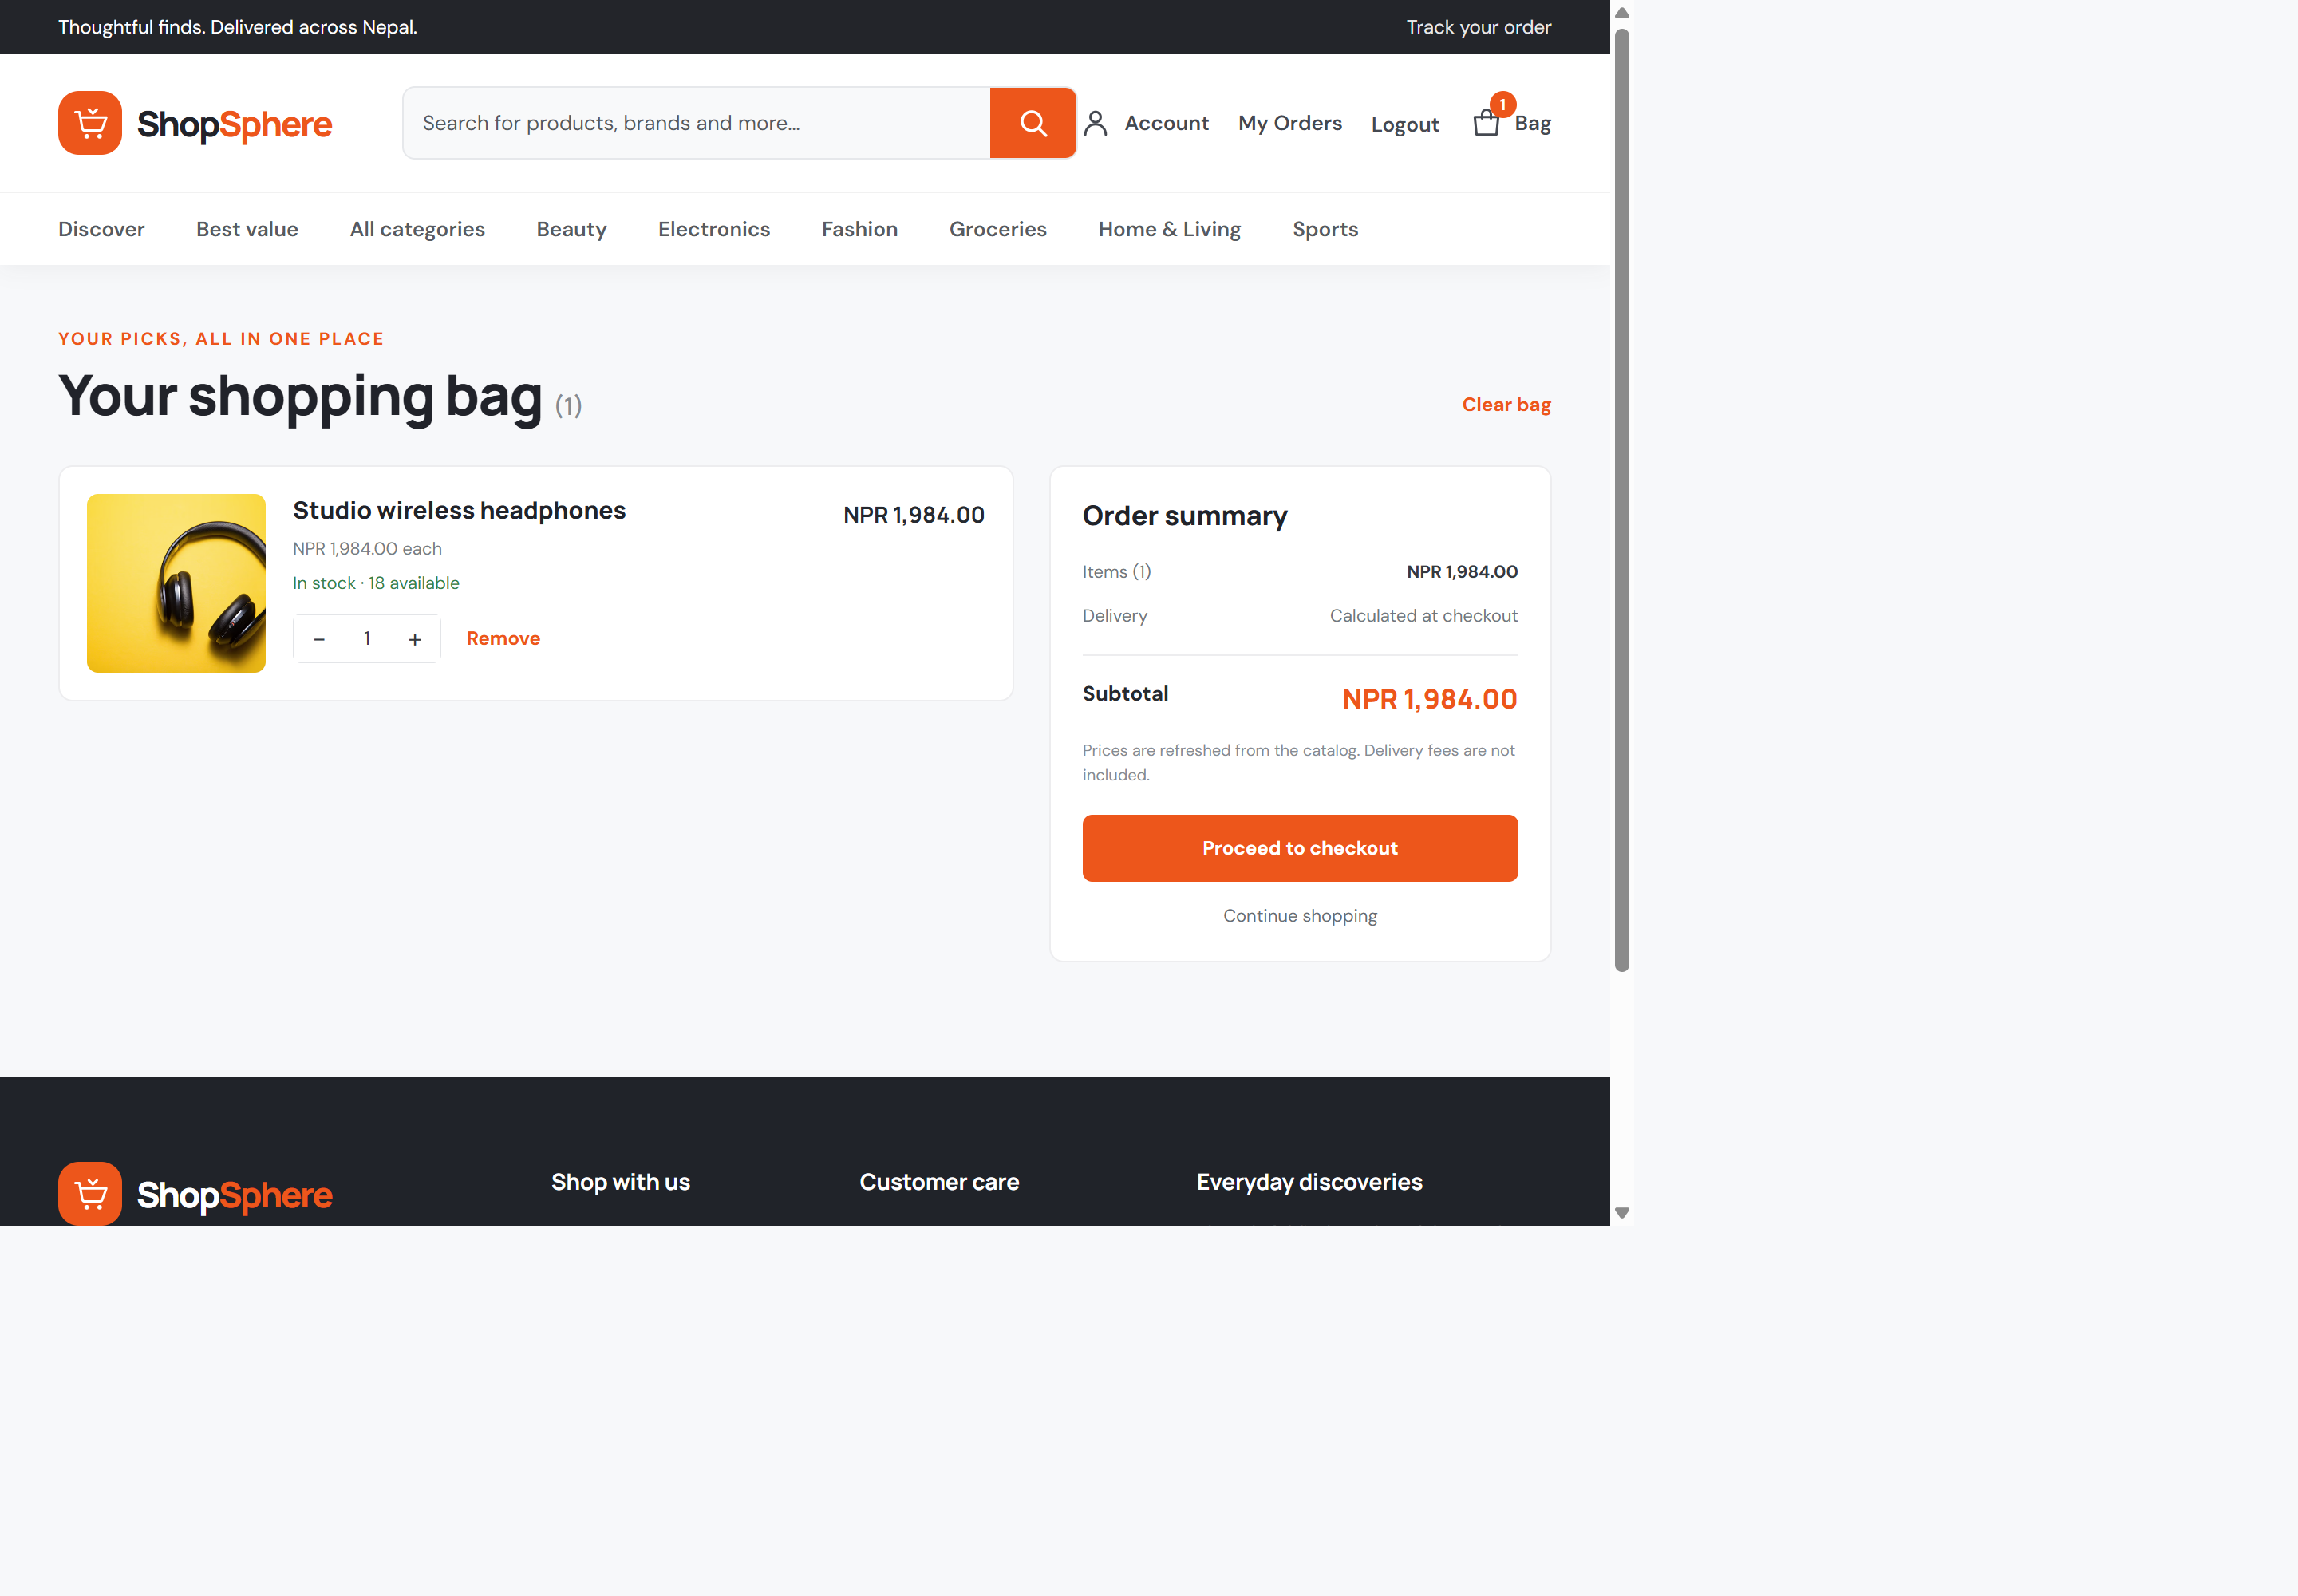 Thoughtful finds. Delivered across Nepal.
Track your order
ShopSphere
Search for products, brands and more...
Account
My Orders
Logout
1
Bag
Discover
Best value
All categories
Beauty
Electronics
Fashion
Groceries
Home & Living
Sports
YOUR PICKS, ALL IN ONE PLACE
Your shopping bag (1)
Clear bag
Studio wireless headphones
NPR 1,984.00
NPR 1,984.00 each
In stock · 18 available
− 1 +
Remove
Order summary
Items (1)
NPR 1,984.00
Delivery
Calculated at checkout
Subtotal
NPR 1,984.00
Prices are refreshed from the catalog. Delivery fees are not
included.
Proceed to checkout
Continue shopping
ShopSphere
Shop with us
Customer care
Everyday discoveries